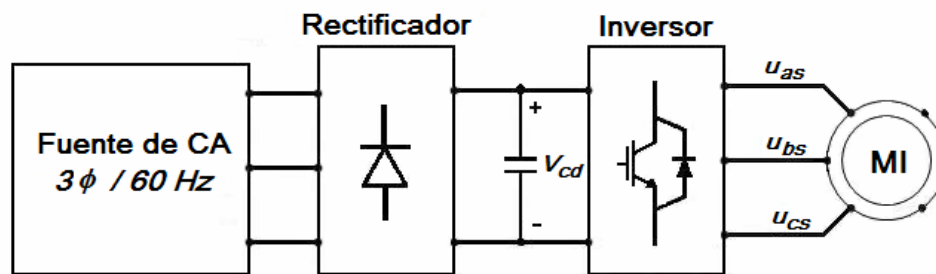 Rectificador
Inversor
Fuente de CA
3ϕ / 60 Hz
+
Vcd
-
uas
ubs
ucs
MI